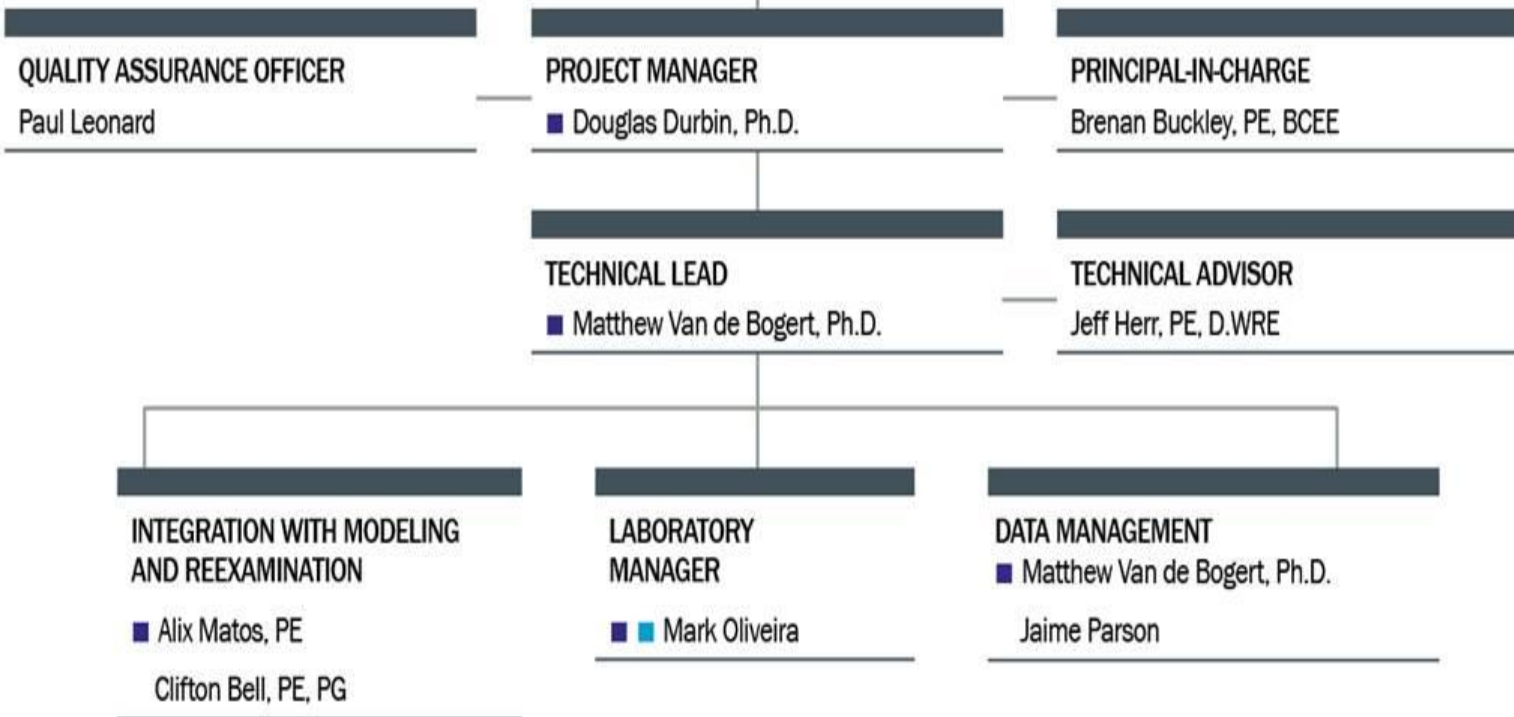 QUALITY ASSURANCE OFFICER
Paul Leonard
PROJECT MANAGER
Douglas Durbin, Ph.D.
PRINCIPAL-IN-CHARGE
Brenan Buckley, PE, BCEE
TECHNICAL LEAD
Matthew Van de Bogert, Ph.D.
TECHNICAL ADVISOR
Jeff Herr, PE, D.WRE
INTEGRATION WITH MODELING
AND REEXAMINATION
Alix Matos, PE
Clifton Bell, PE, PG
LABORATORY
MANAGER
Mark Oliveira
DATA MANAGEMENT
Matthew Van de Bogert, Ph.D.
Jaime Parson